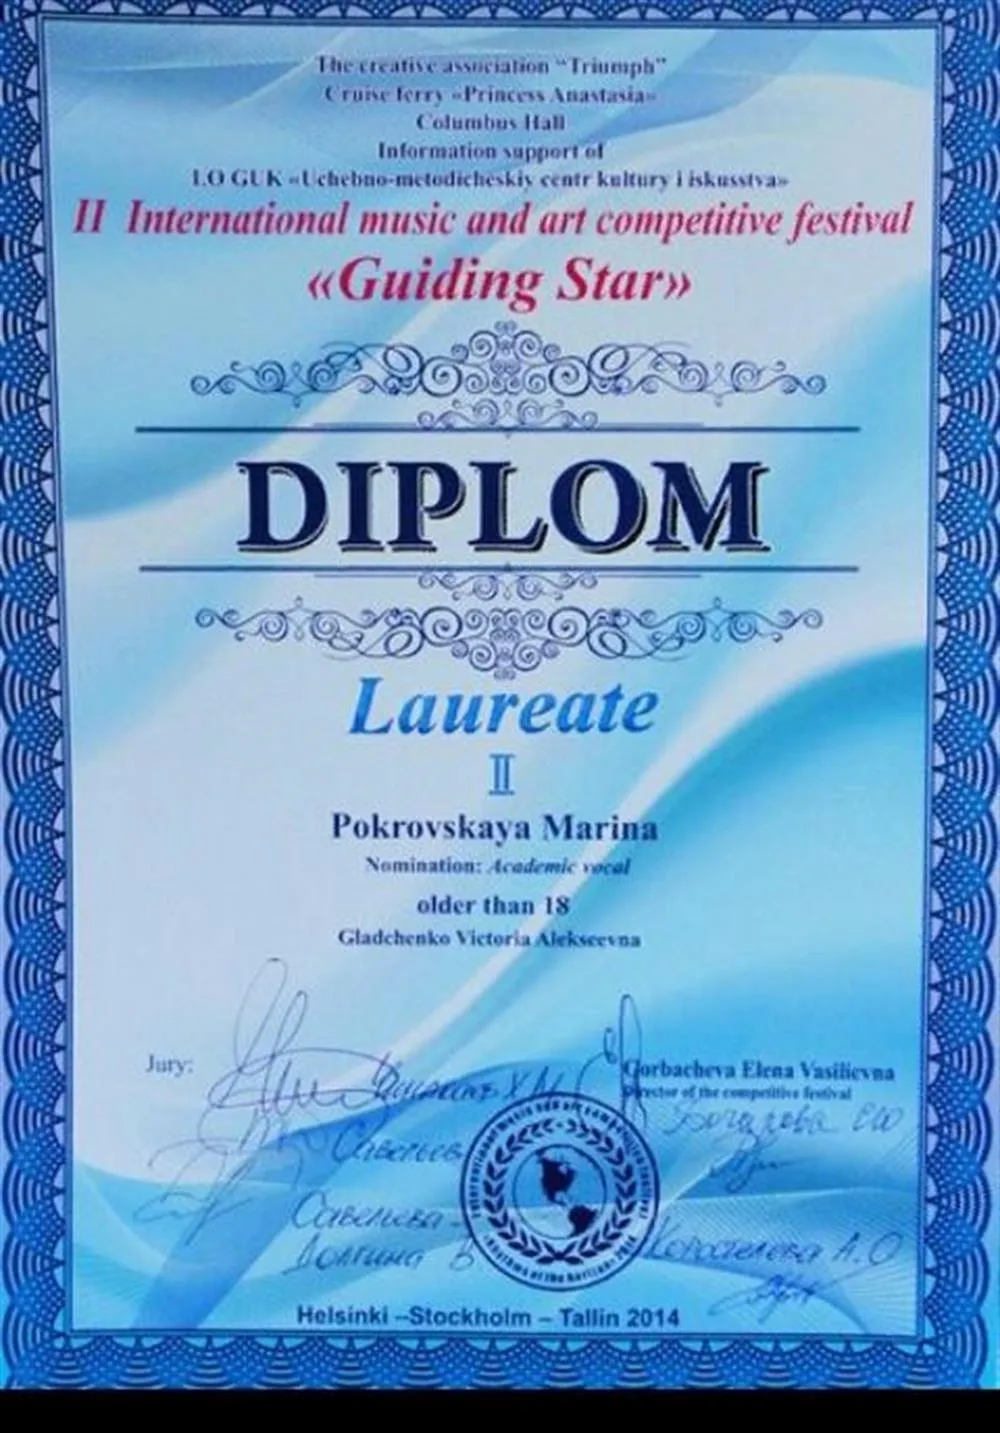 The creative association “Triumph”
Cruise ferry «Princess Anastasia»
Columbus Hall
Information support of
LO GUK «Uchebno-metodicheskiy centr kultury i iskusstva»
II International music and art competitive festival
«Guiding Star»
DIPLOM
Laureate
II
Pokrovskaya Marina
Nomination: Academic vocal
older than 18
Gladchenko Victoria Alekseevna
Jury:
Gorbacheva Elena Vasilievna
Director of the competitive festival
Савельева
Долгина В
Helsinki –Stockholm – Tallin 2014